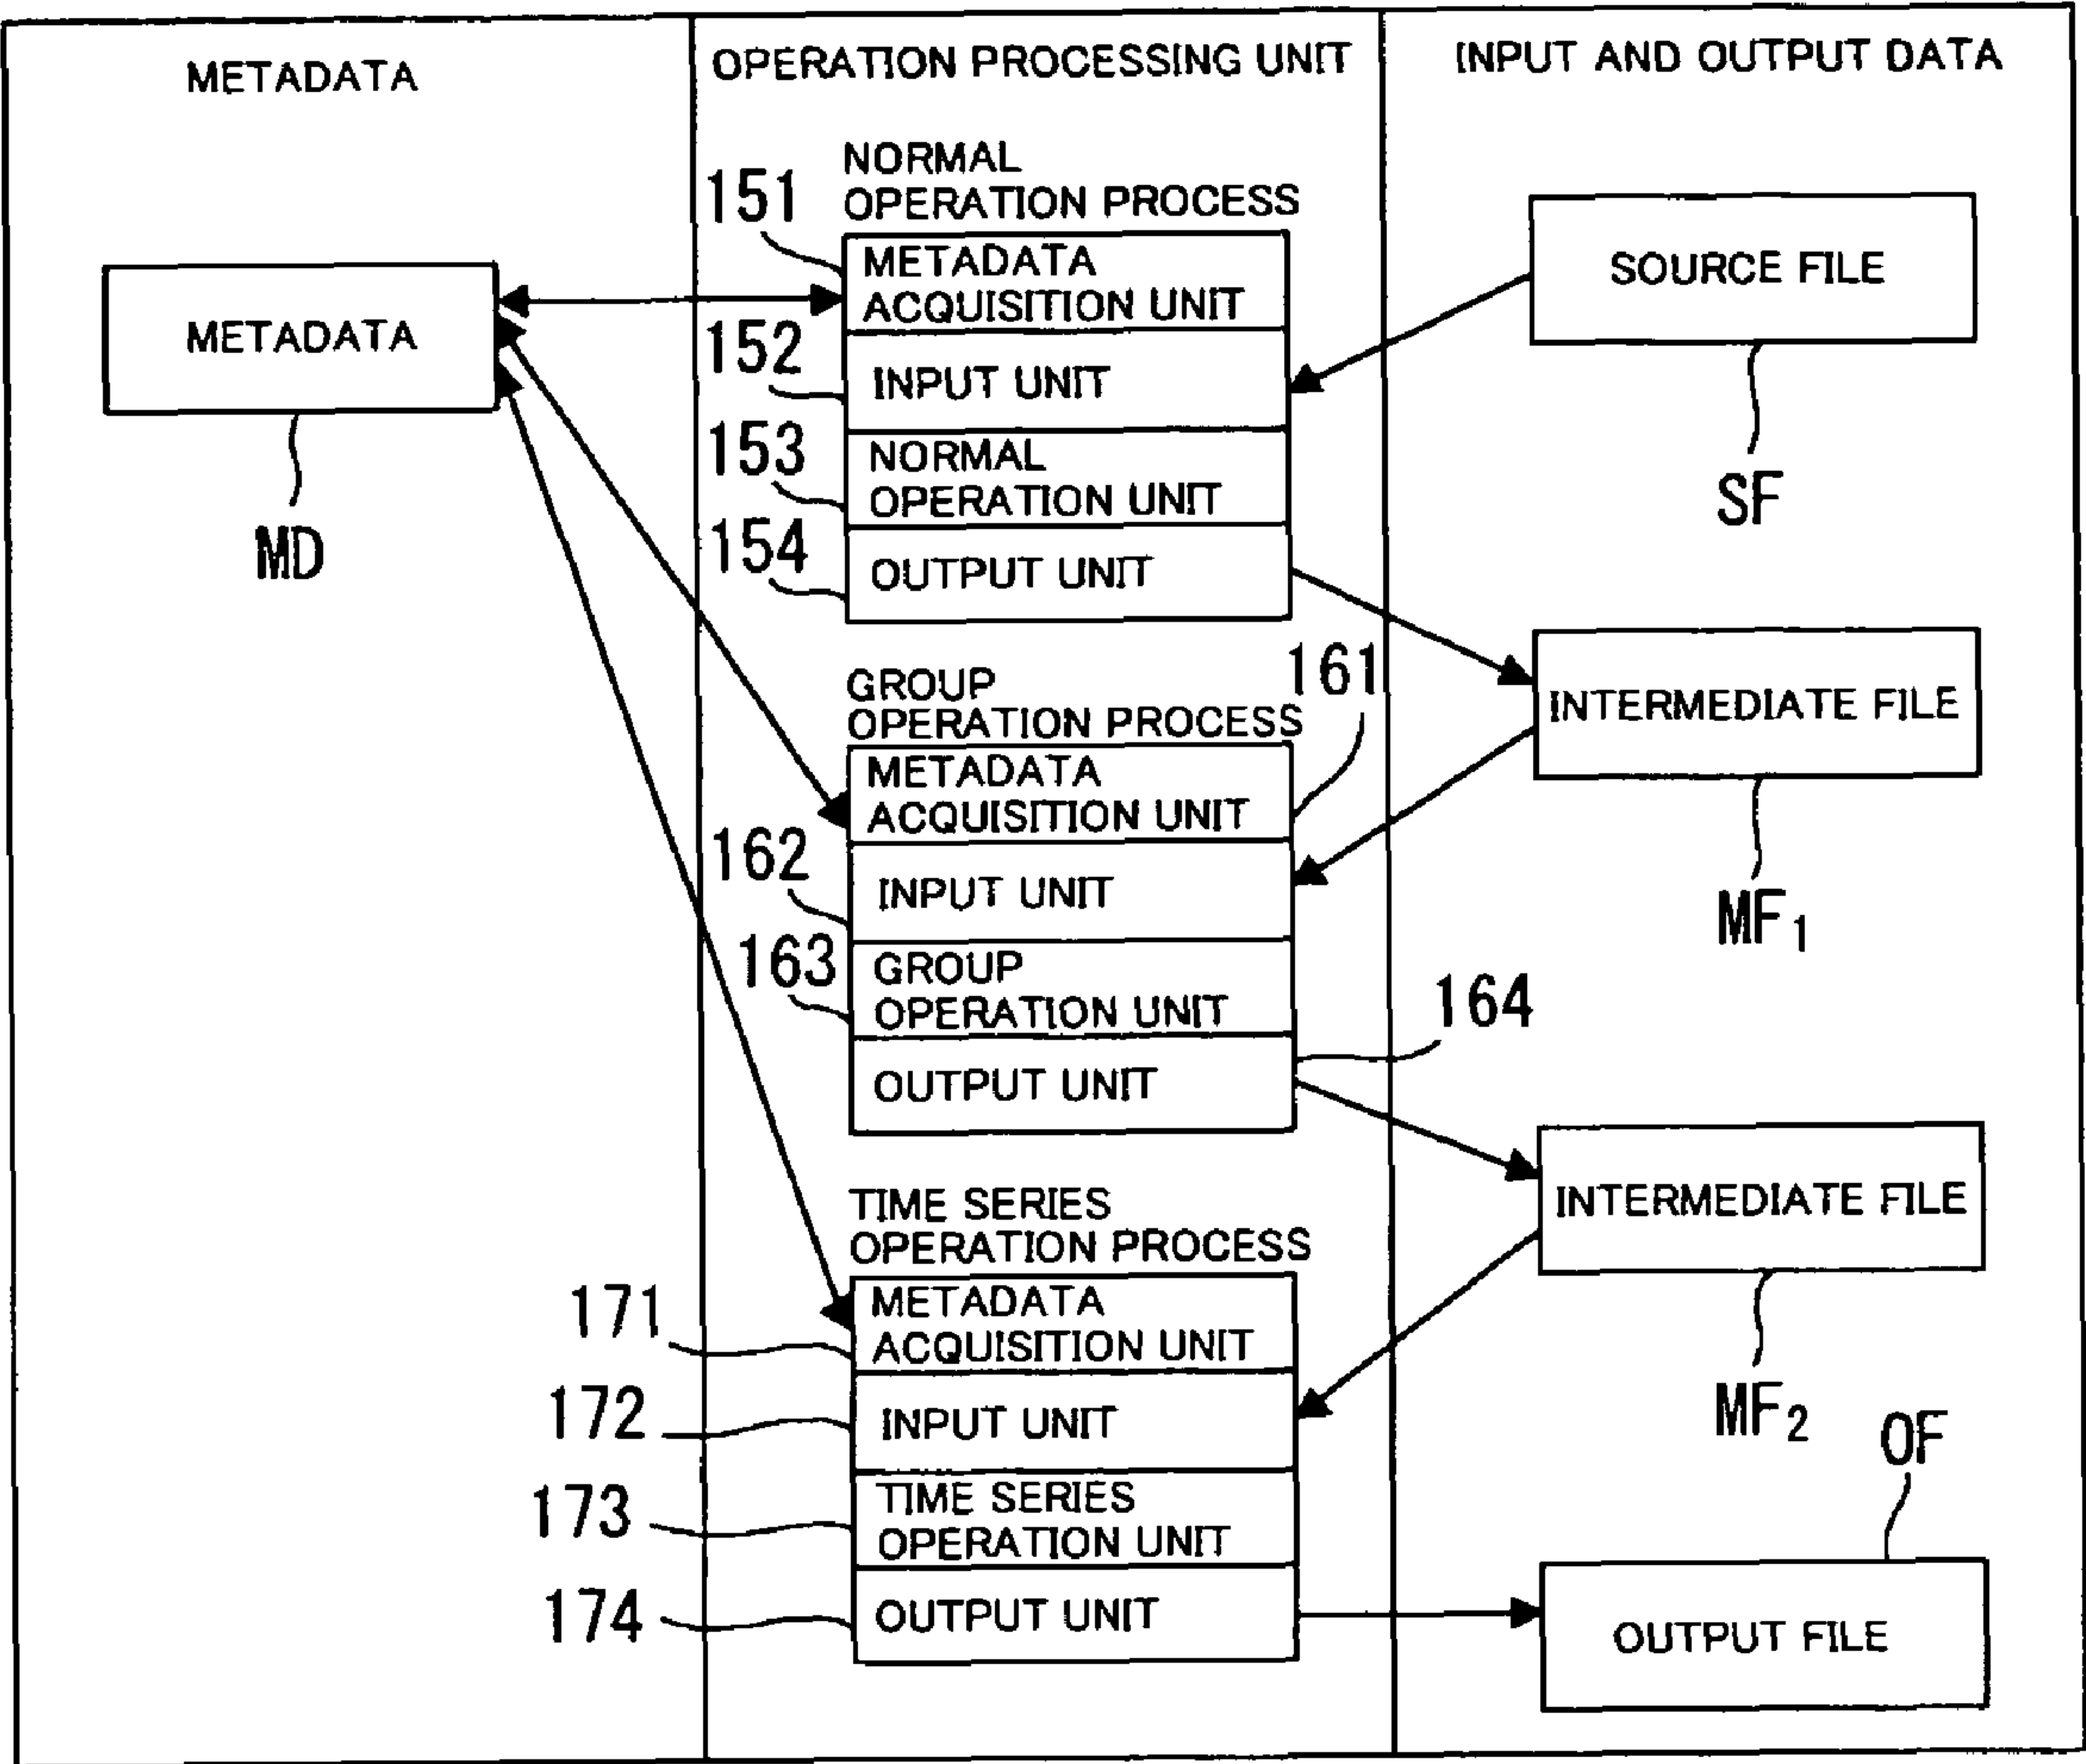 METADATA
OPERATION PROCESSING UNIT
INPUT AND OUTPUT DATA
METADATA
MD
NORMAL
OPERATION PROCESS
151
METADATA
ACQUISITION UNIT
152
INPUT UNIT
153
NORMAL
OPERATION UNIT
154
OUTPUT UNIT
GROUP
OPERATION PROCESS
161
METADATA
ACQUISITION UNIT
162
INPUT UNIT
163
GROUP
OPERATION UNIT
164
OUTPUT UNIT
TIME SERIES
OPERATION PROCESS
171
METADATA
ACQUISITION UNIT
172
INPUT UNIT
173
TIME SERIES
OPERATION UNIT
174
OUTPUT UNIT
SOURCE FILE
SF
INTERMEDIATE FILE
MF1
INTERMEDIATE FILE
MF2
OF
OUTPUT FILE